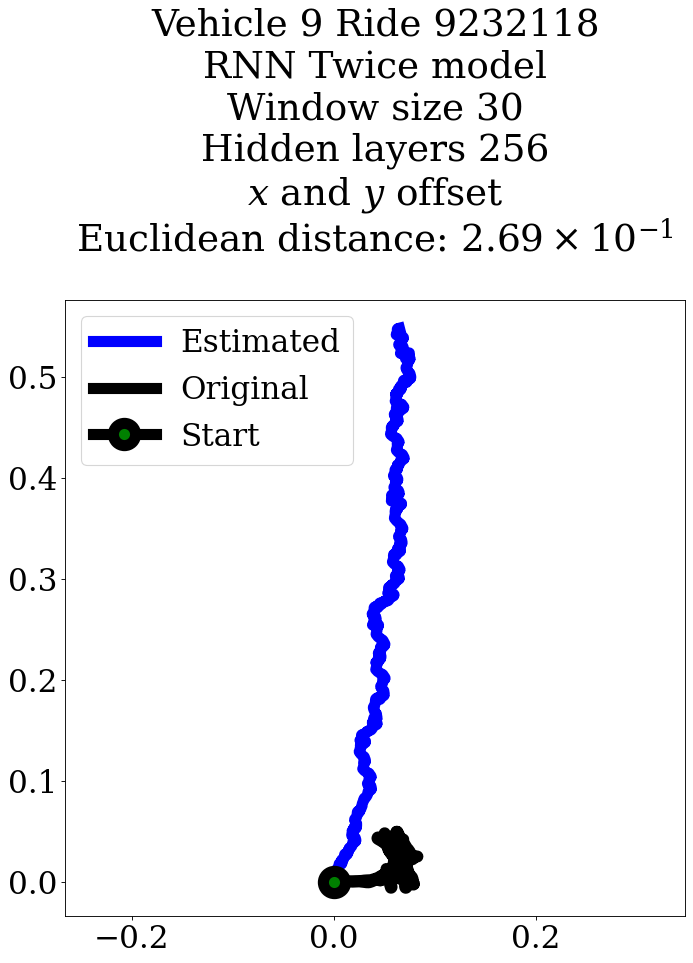 Vehicle 9 Ride 9232118
RNN Twice model
Window size 30
Hidden layers 256
x and y offset
Euclidean distance: 2.69 × 10⁻¹
Estimated
Original
Start
0.5
0.4
0.3
0.2
0.1
0.0
−0.2 0.0 0.2